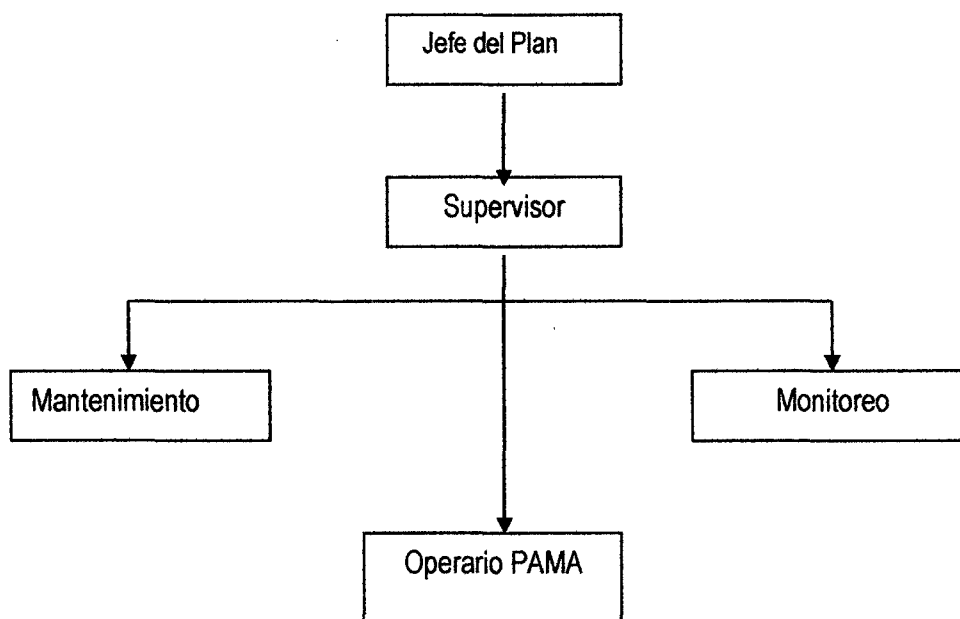 Jefe del Plan
Supervisor
Mantenimiento
Monitoreo
Operario PAMA